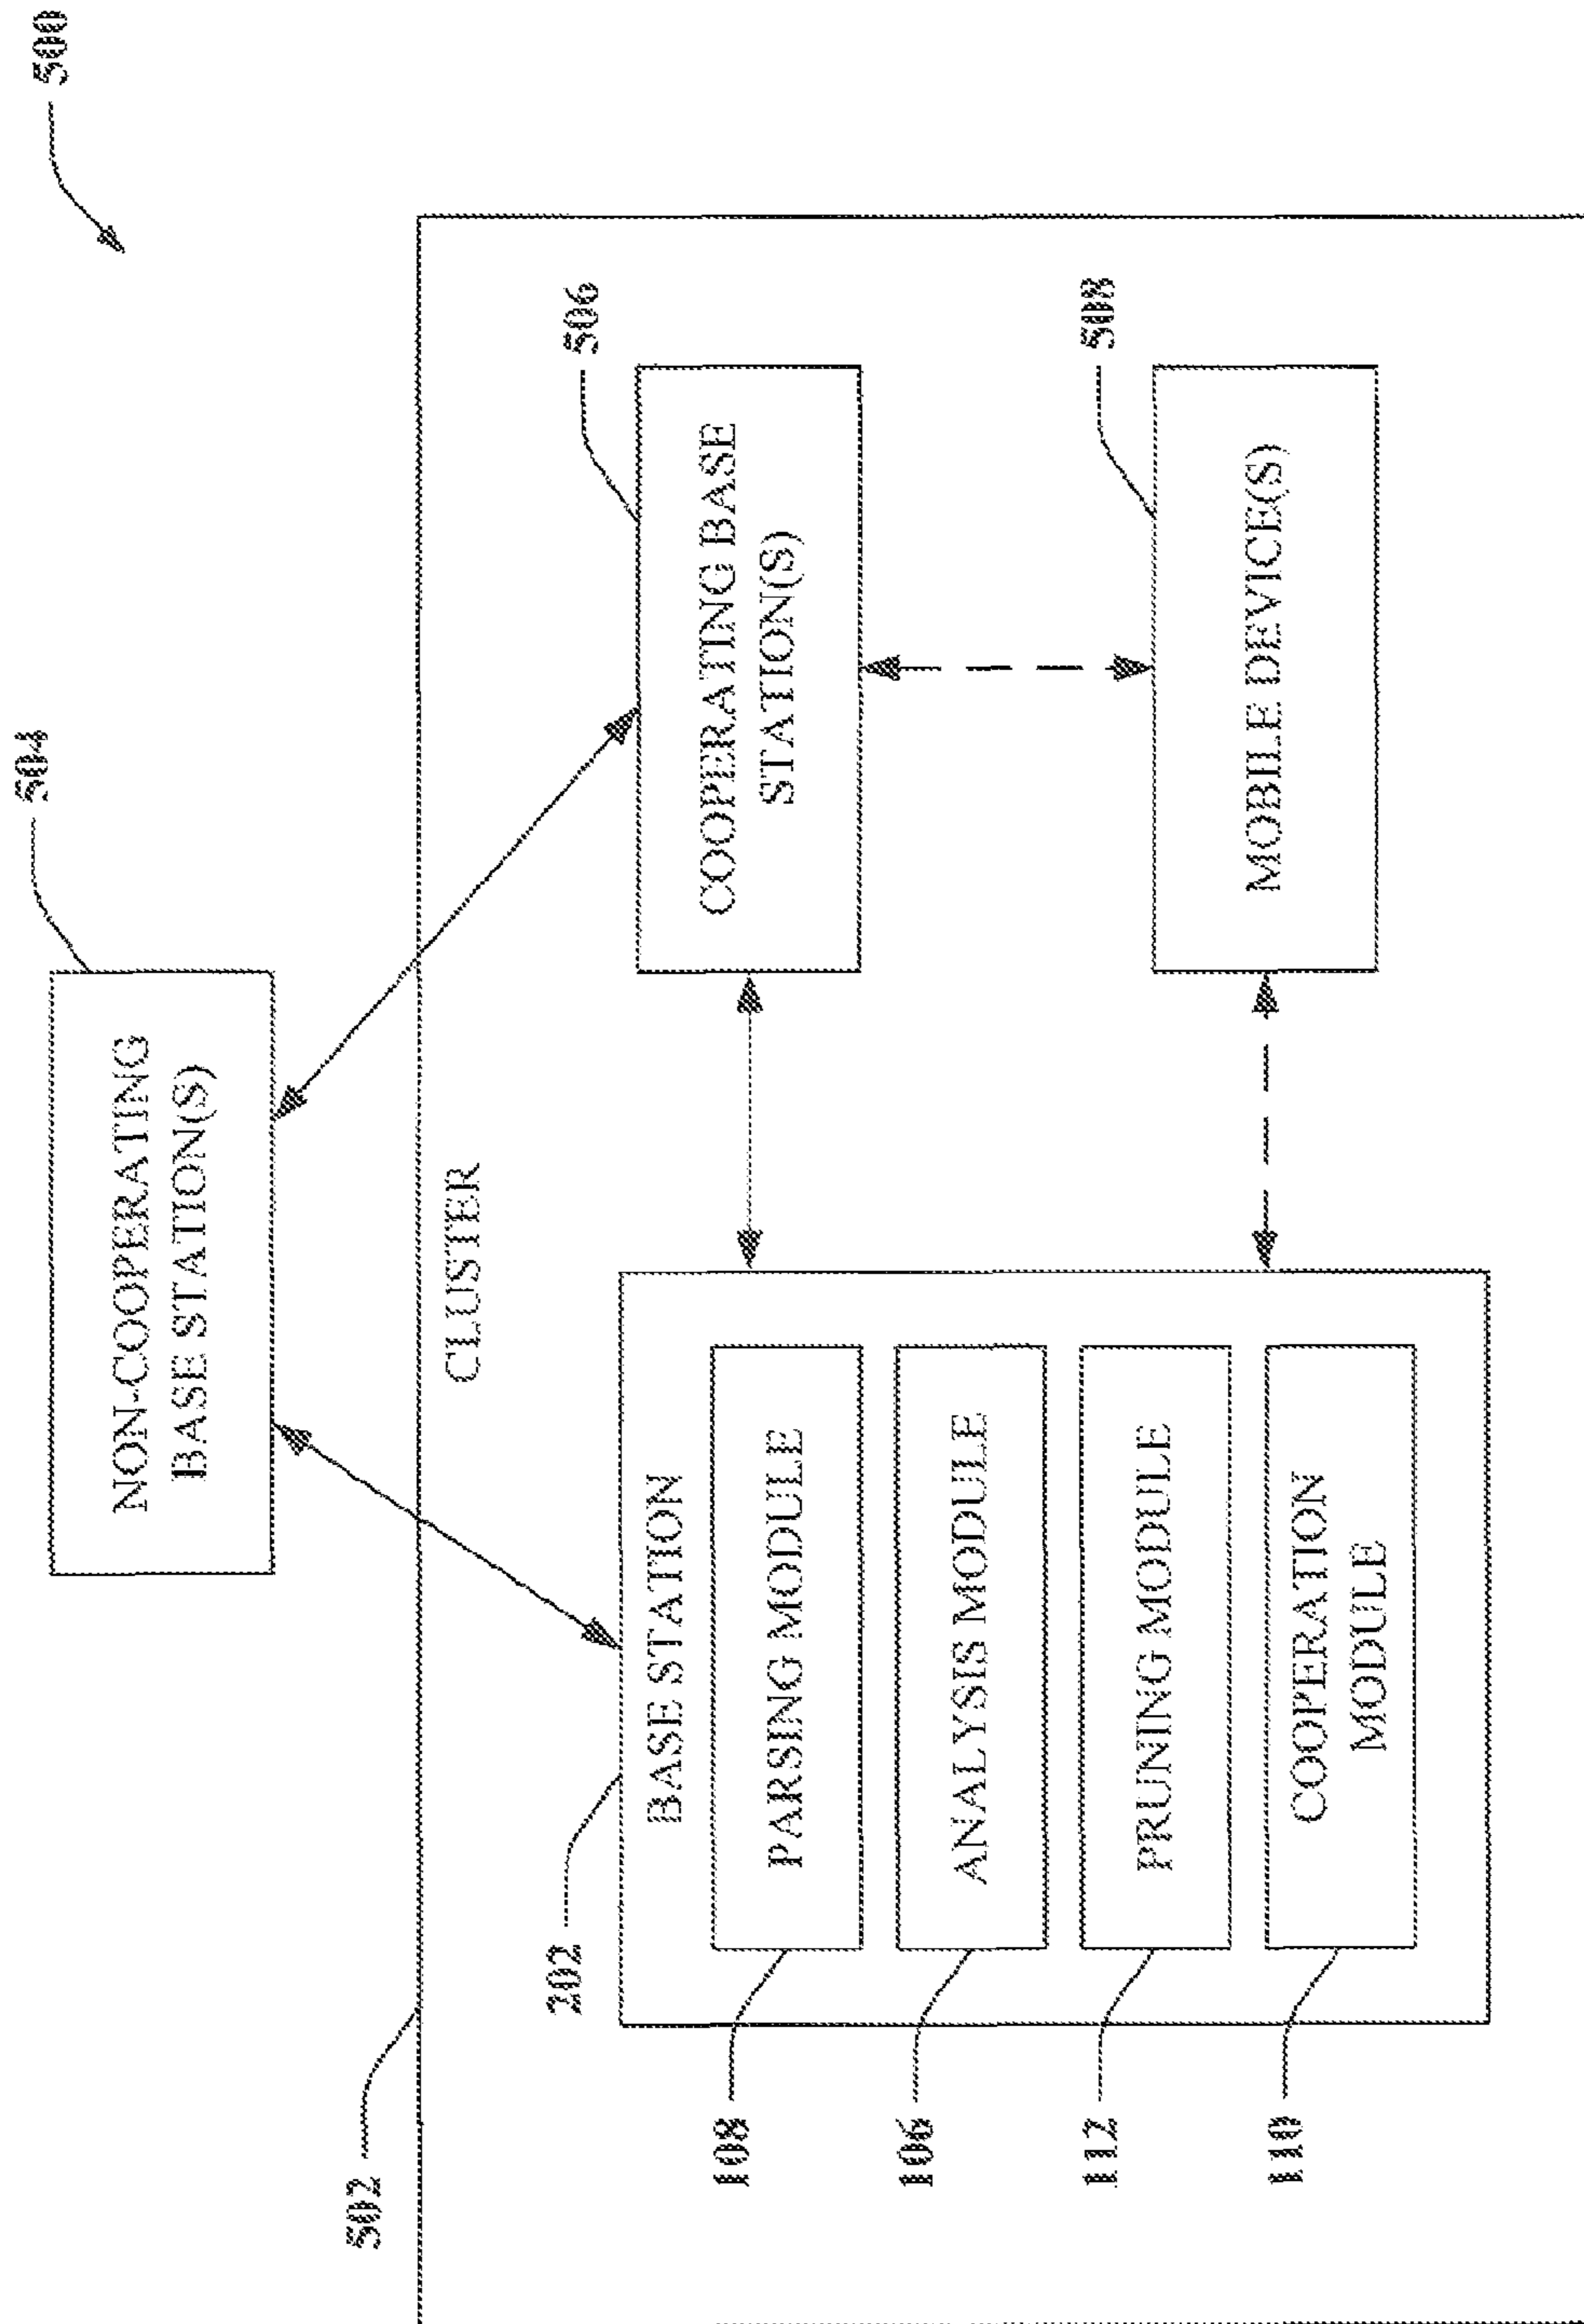 500
504
NON-COOPERATING
BASE STATION(S)
502
CLUSTER
506
COOPERATING BASE
STATION(S)
202
BASE STATION
108
PARSING MODULE
106
ANALYSIS MODULE
112
PRUNING MODULE
110
COOPERATION
MODULE
508
MOBILE DEVICE(S)